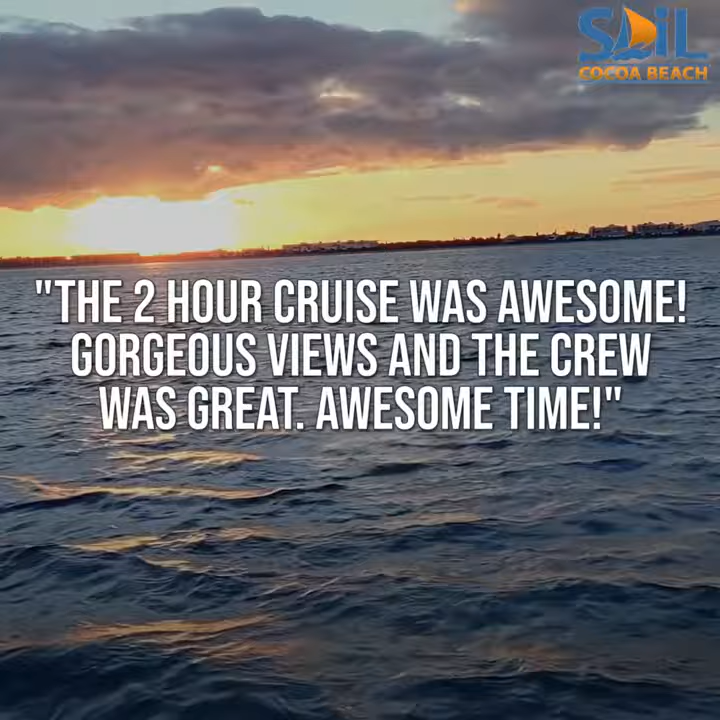 SAIL
COCOA BEACH
"THE 2 HOUR CRUISE WAS AWESOME!
GORGEOUS VIEWS AND THE CREW
WAS GREAT. AWESOME TIME!"